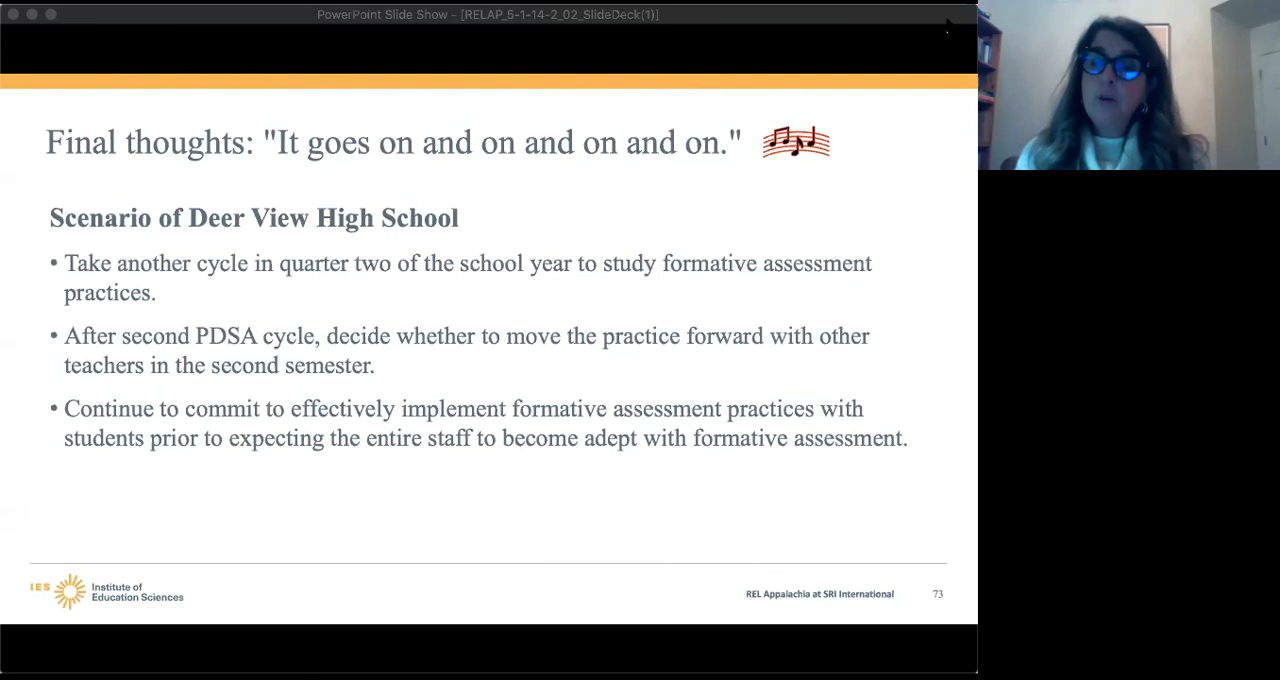 PowerPoint Slide Show - [RELAP_5-1-14-2_02_SlideDeck(1)]
Final thoughts: "It goes on and on and on and on."
Scenario of Deer View High School
• Take another cycle in quarter two of the school year to study formative assessment
practices.
• After second PDSA cycle, decide whether to move the practice forward with other
teachers in the second semester.
• Continue to commit to effectively implement formative assessment practices with
students prior to expecting the entire staff to become adept with formative assessment.
IES Institute of
Education Sciences
REL Appalachia at SRI International
73